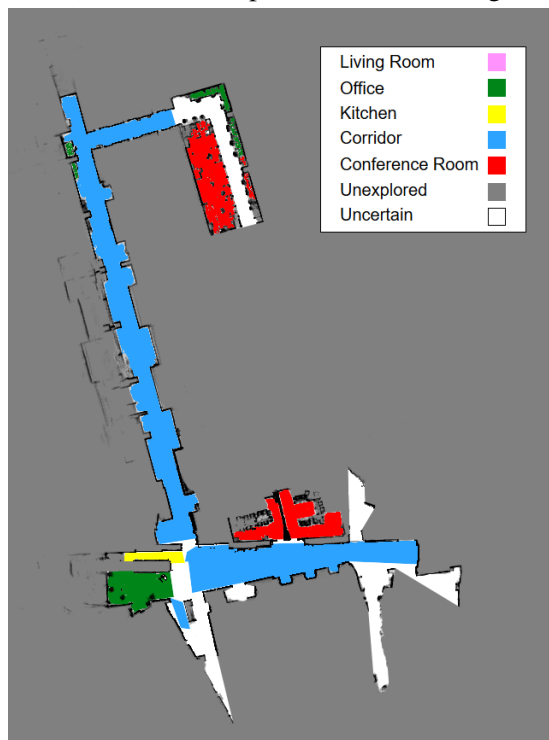 Living Room
Office
Kitchen
Corridor
Conference Room
Unexplored
Uncertain